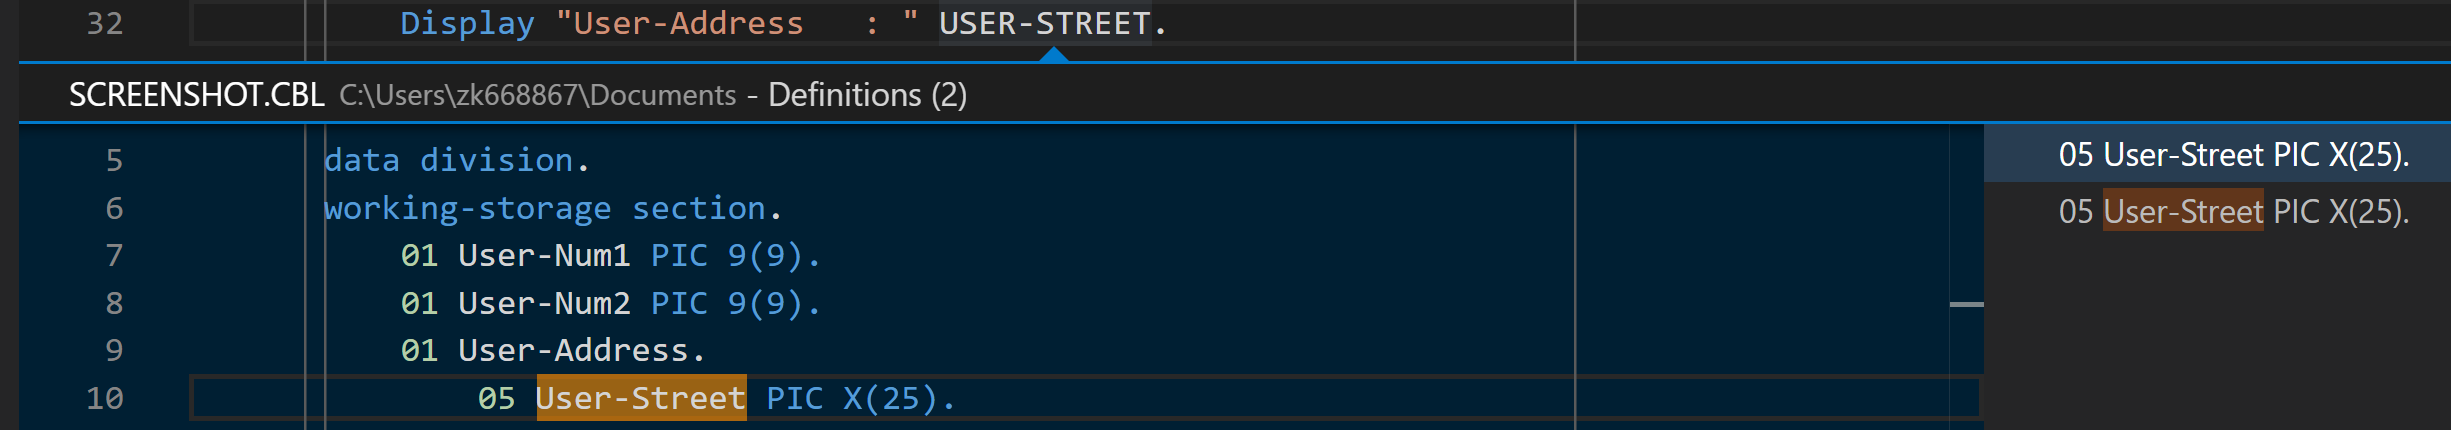 32 Display "User-Address   : " USER-STREET.
SCREENSHOT.CBL C:\Users\zk668867\Documents - Definitions (2)
5 data division.
6 working-storage section.
7 01 User-Num1 PIC 9(9).
8 01 User-Num2 PIC 9(9).
9 01 User-Address.
10 05 User-Street PIC X(25).
05 User-Street PIC X(25).
05 User-Street PIC X(25).